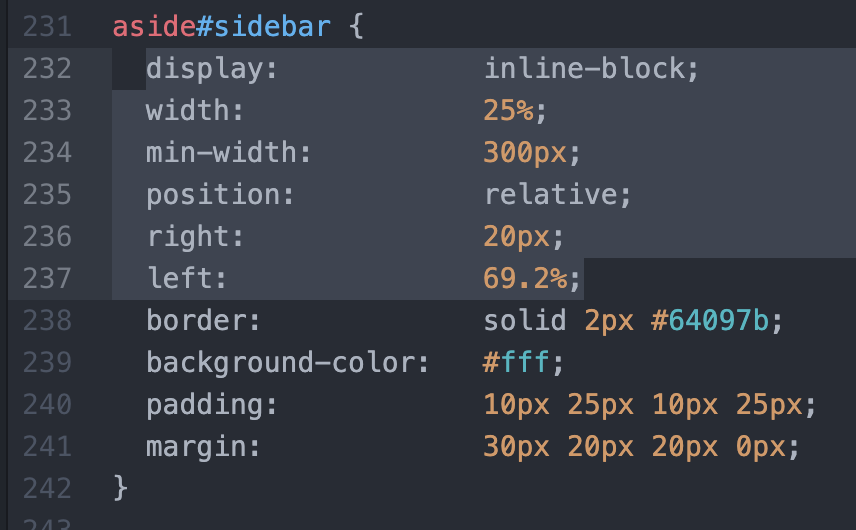 231 aside#sidebar {
232 display: inline-block;
233 width: 25%;
234 min-width: 300px;
235 position: relative;
236 right: 20px;
237 left: 69.2%;
238 border: solid 2px #64097b;
239 background-color: #fff;
240 padding: 10px 25px 10px 25px;
241 margin: 30px 20px 20px 0px;
242 }
243